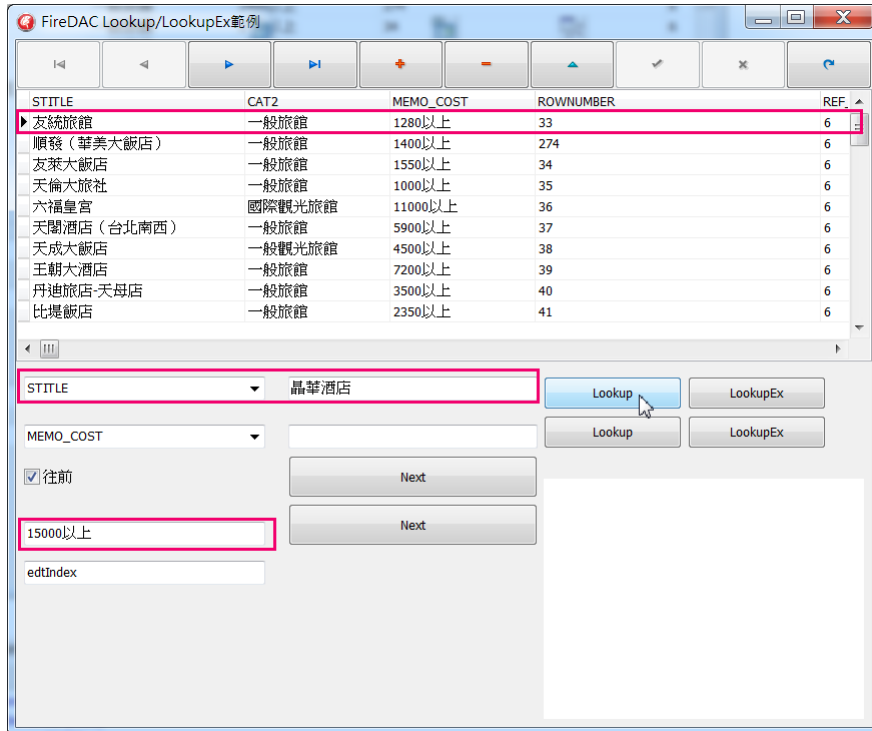 FireDAC Lookup/LookupEx範例
STITLE CAT2 MEMO_COST ROWNUMBER REF_
友統旅館 一般旅館 1280以上 33 6
順發（華美大飯店） 一般旅館 1400以上 274 6
友萊大飯店 一般旅館 1550以上 34 6
天倫大旅社 一般旅館 1000以上 35 6
六福皇宮 國際觀光旅館 11000以上 36 6
天閣酒店（台北南西） 一般旅館 5900以上 37 6
天成大飯店 一般觀光旅館 4500以上 38 6
王朝大酒店 一般旅館 7200以上 39 6
丹迪旅店-天母店 一般旅館 3500以上 40 6
比堤飯店 一般旅館 2350以上 41 6
STITLE 晶華酒店 Lookup LookupEx
MEMO_COST Lookup LookupEx
往前 Next
15000以上 Next
edtIndex